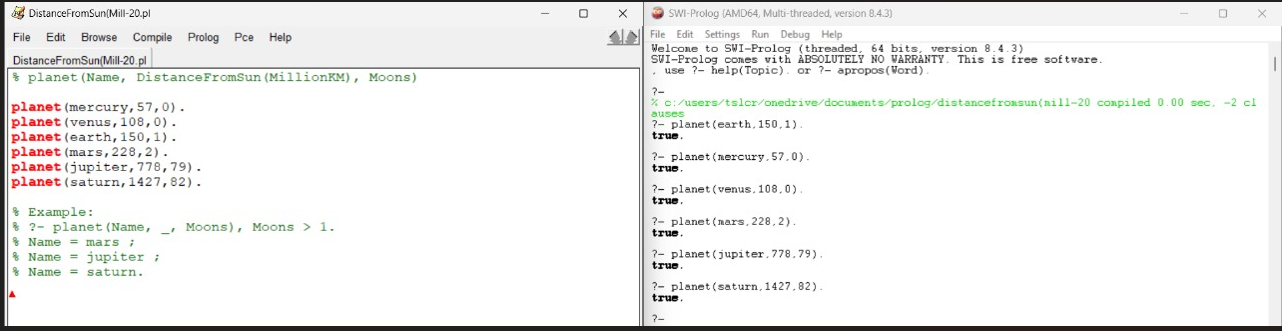 DistanceFromSun(Mill-20.pl
File Edit Browse Compile Prolog Pce Help
DistanceFromSun(Mill-20.pl
% planet(Name, DistanceFromSun(MillionKM), Moons)
planet(mercury,57,0).
planet(venus,108,0).
planet(earth,150,1).
planet(mars,228,2).
planet(jupiter,778,79).
planet(saturn,1427,82).
% Example:
% ?- planet(Name, _, Moons), Moons > 1.
% Name = mars ;
% Name = jupiter ;
% Name = saturn.
SWI-Prolog (AMD64, Multi-threaded, version 8.4.3)
File Edit Settings Run Debug Help
Welcome to SWI-Prolog (threaded, 64 bits, version 8.4.3)
SWI-Prolog comes with ABSOLUTELY NO WARRANTY. This is free software.
, use ?- help(Topic). or ?- apropos(Word).
?-
% c:/users/tslcr/onedrive/documents/prolog/distancefromsun(mill-20 compiled 0.00 sec, -2 cl
auses
?- planet(earth,150,1).
true.
?- planet(mercury,57,0).
true.
?- planet(venus,108,0).
true.
?- planet(mars,228,2).
true.
?- planet(jupiter,778,79).
true.
?- planet(saturn,1427,82).
true.
?-